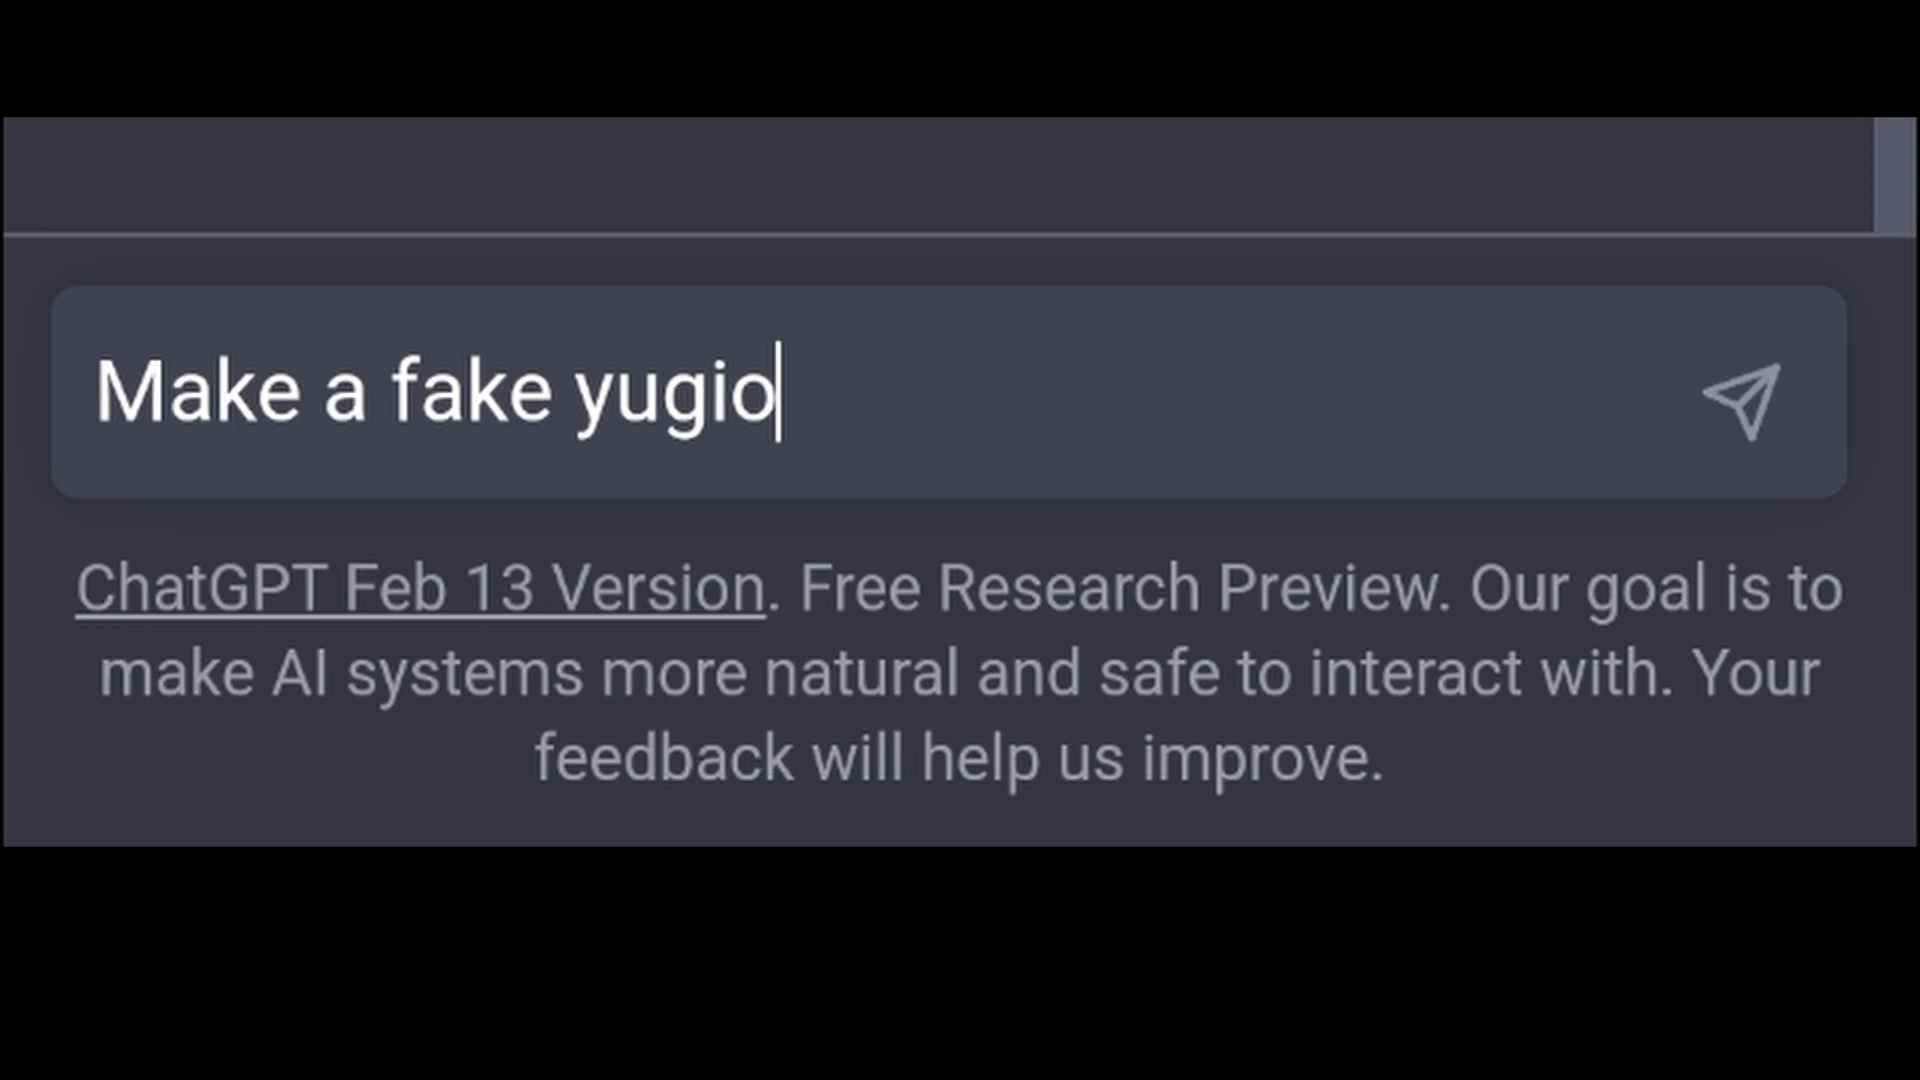 Make a fake yugio
ChatGPT Feb 13 Version. Free Research Preview. Our goal is to
make AI systems more natural and safe to interact with. Your
feedback will help us improve.